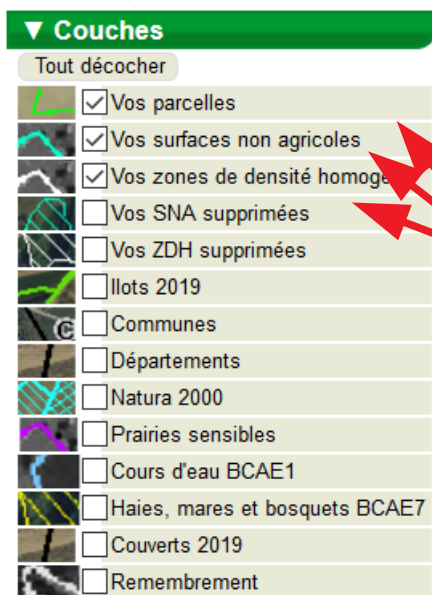 ▼ Couches
Tout décocher
Vos parcelles
Vos surfaces non agricoles
Vos zones de densité homogè
Vos SNA supprimées
Vos ZDH supprimées
Ilots 2019
C Communes
Départements
Natura 2000
Prairies sensibles
Cours d'eau BCAE1
Haies, mares et bosquets BCAE7
Couverts 2019
Remembrement